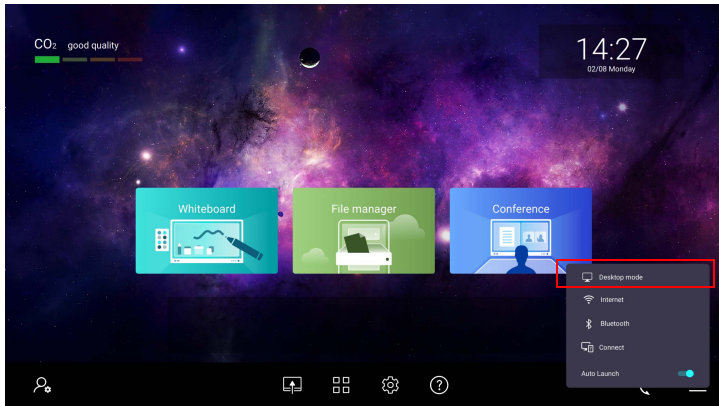 CO₂ good quality
14:27
02/08 Monday
Whiteboard
File manager
Conference
Desktop mode
Internet
Bluetooth
Connect
Auto Launch
?